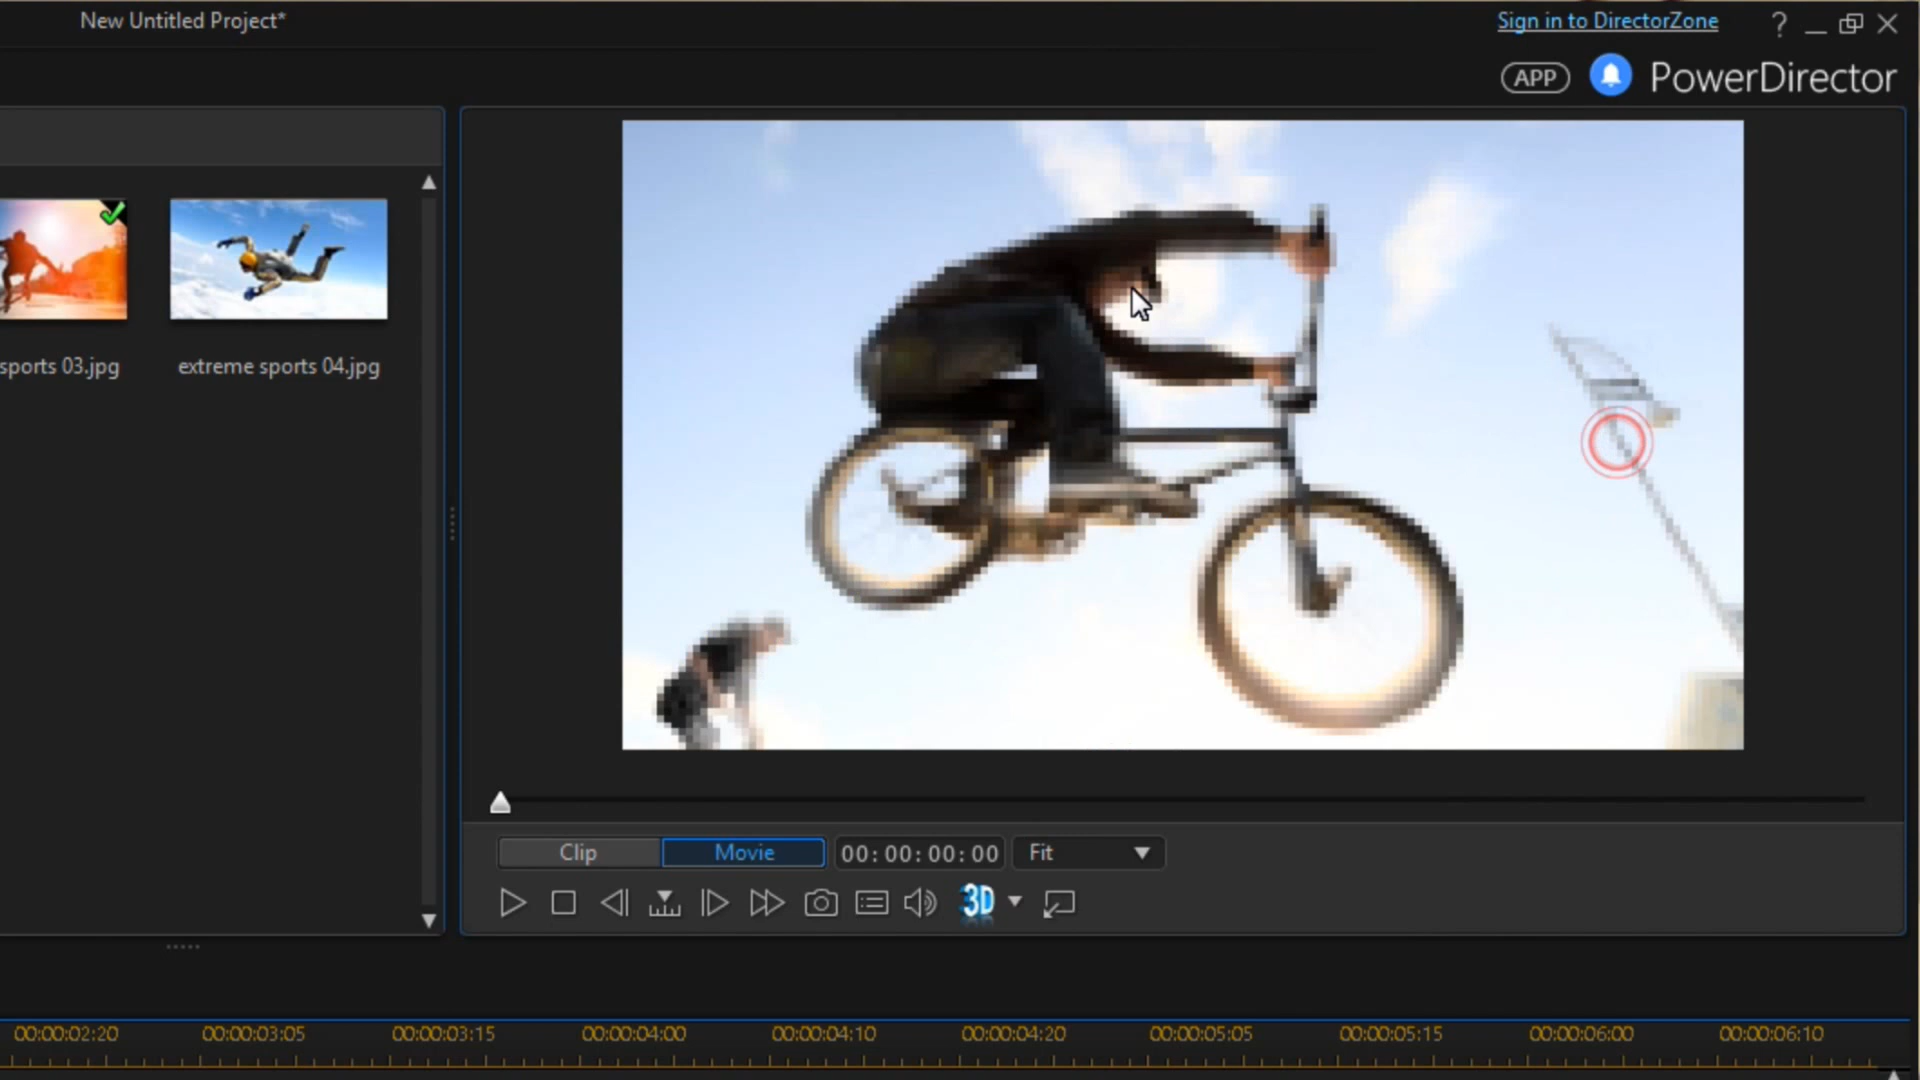 New Untitled Project*
Sign in to DirectorZone
?
APP
PowerDirector
sports 03.jpg
extreme sports 04.jpg
Clip
Movie
00:00:00:00
Fit
3D
00:00:02:20
00:00:03:05
00:00:03:15
00:00:04:00
00:00:04:10
00:00:04:20
00:00:05:05
00:00:05:15
00:00:06:00
00:00:06:10